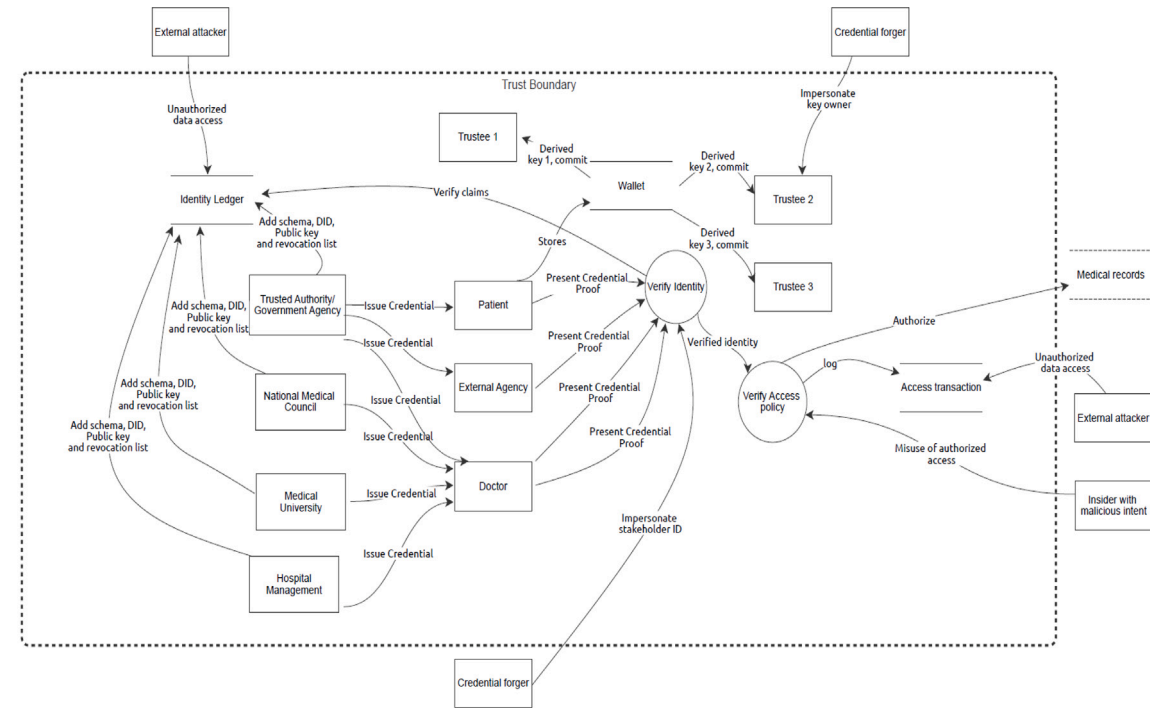 External attacker
Credential forger
Trust Boundary
Unauthorized
data access
Impersonate
key owner
Trustee 1
Derived
key 1, commit
Derived
key 2, commit
Wallet
Trustee 2
Identity Ledger
Verify claims
Add schema, DID,
Public key
and revocation list
Stores
Derived
key 3, commit
Trustee 3
Medical records
Present Credential
Proof
Verify Identity
Trusted Authority/
Government Agency
Issue Credential
Patient
Add schema, DID,
Public key
and revocation list
Issue Credential
Present Credential
Proof
Verified identity
Authorize
log
Unauthorized
data access
External Agency
Access transaction
Add schema, DID,
Public key
and revocation list
National Medical
Council
Issue Credential
Present Credential
Proof
Verify Access
policy
External attacker
Add schema, DID,
Public key
and revocation list
Issue Credential
Present Credential
Proof
Misuse of authorized
access
Medical
University
Issue Credential
Doctor
Insider with
malicious intent
Impersonate
stakeholder ID
Issue Credential
Hospital
Management
Credential forger